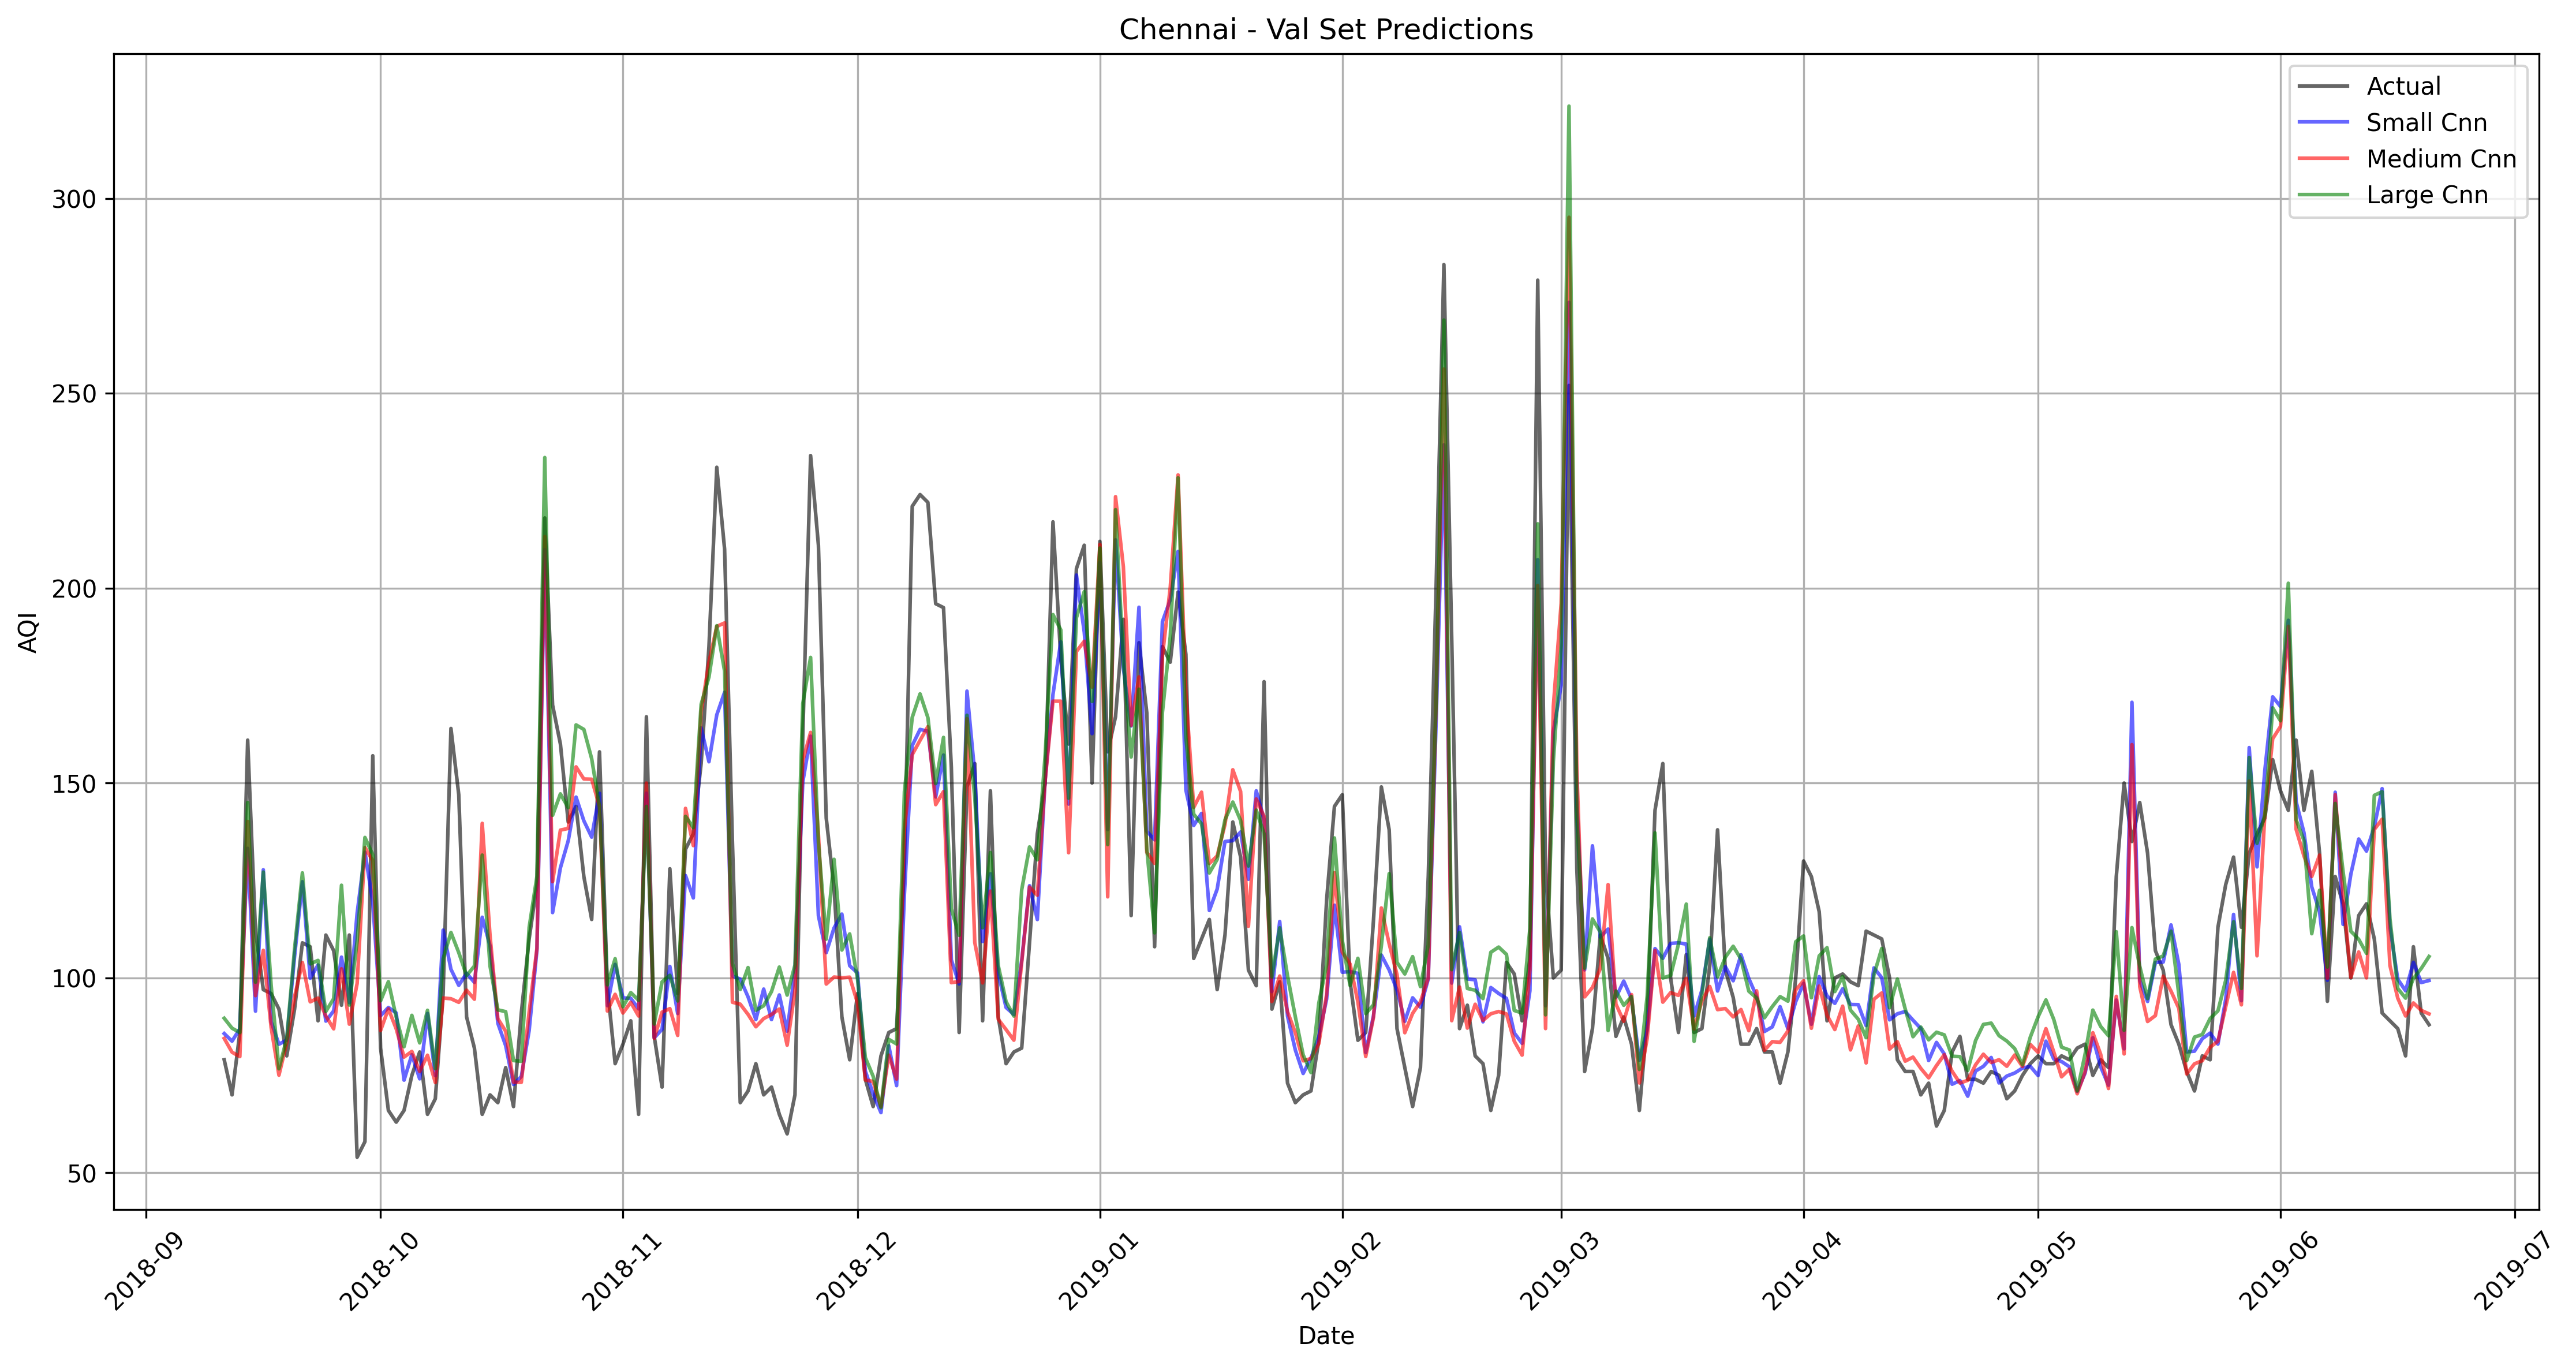 Chennai - Val Set Predictions
Actual
Small Cnn
Medium Cnn
Large Cnn
300
250
200
150
100
50
AQI
2018-09
2018-10
2018-11
2018-12
2019-01
2019-02
2019-03
2019-04
2019-05
2019-06
2019-07
Date